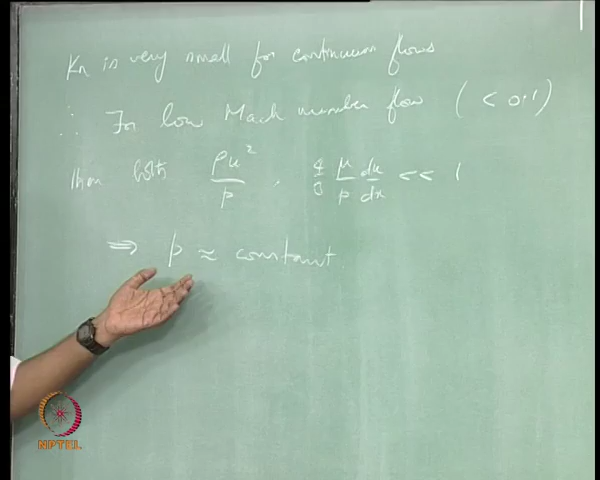 Kn is very small for continuum flows
∴ For low Mach number flow ( < 0.1)
then both ρu²/p , 4/3 μ/p du/dx << 1
⇒ p ≈ constant
NPTEL